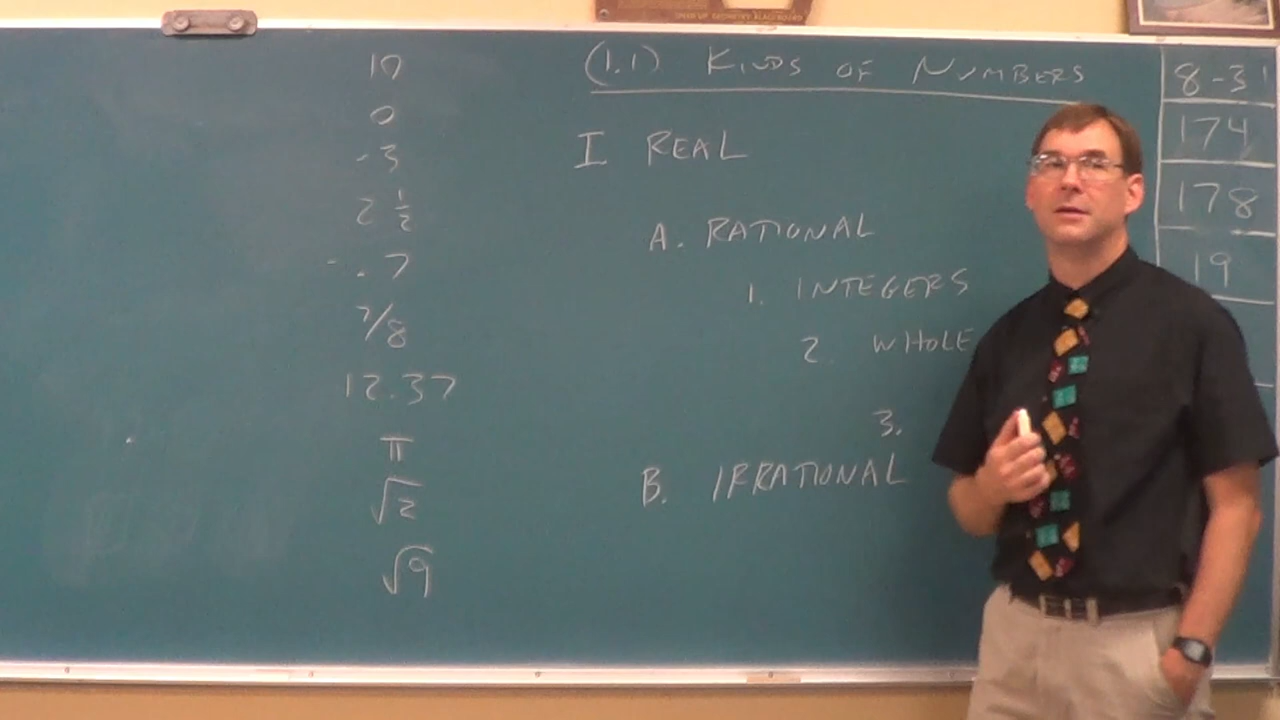 10
0
-3
2 1/2
-.7
7/8
12.37
π
√2
√9
(1.1) KINDS OF NUMBERS
I REAL
A. RATIONAL
1. INTEGERS
2. WHOLE
3.
B. IRRATIONAL
8-31
174
178
19